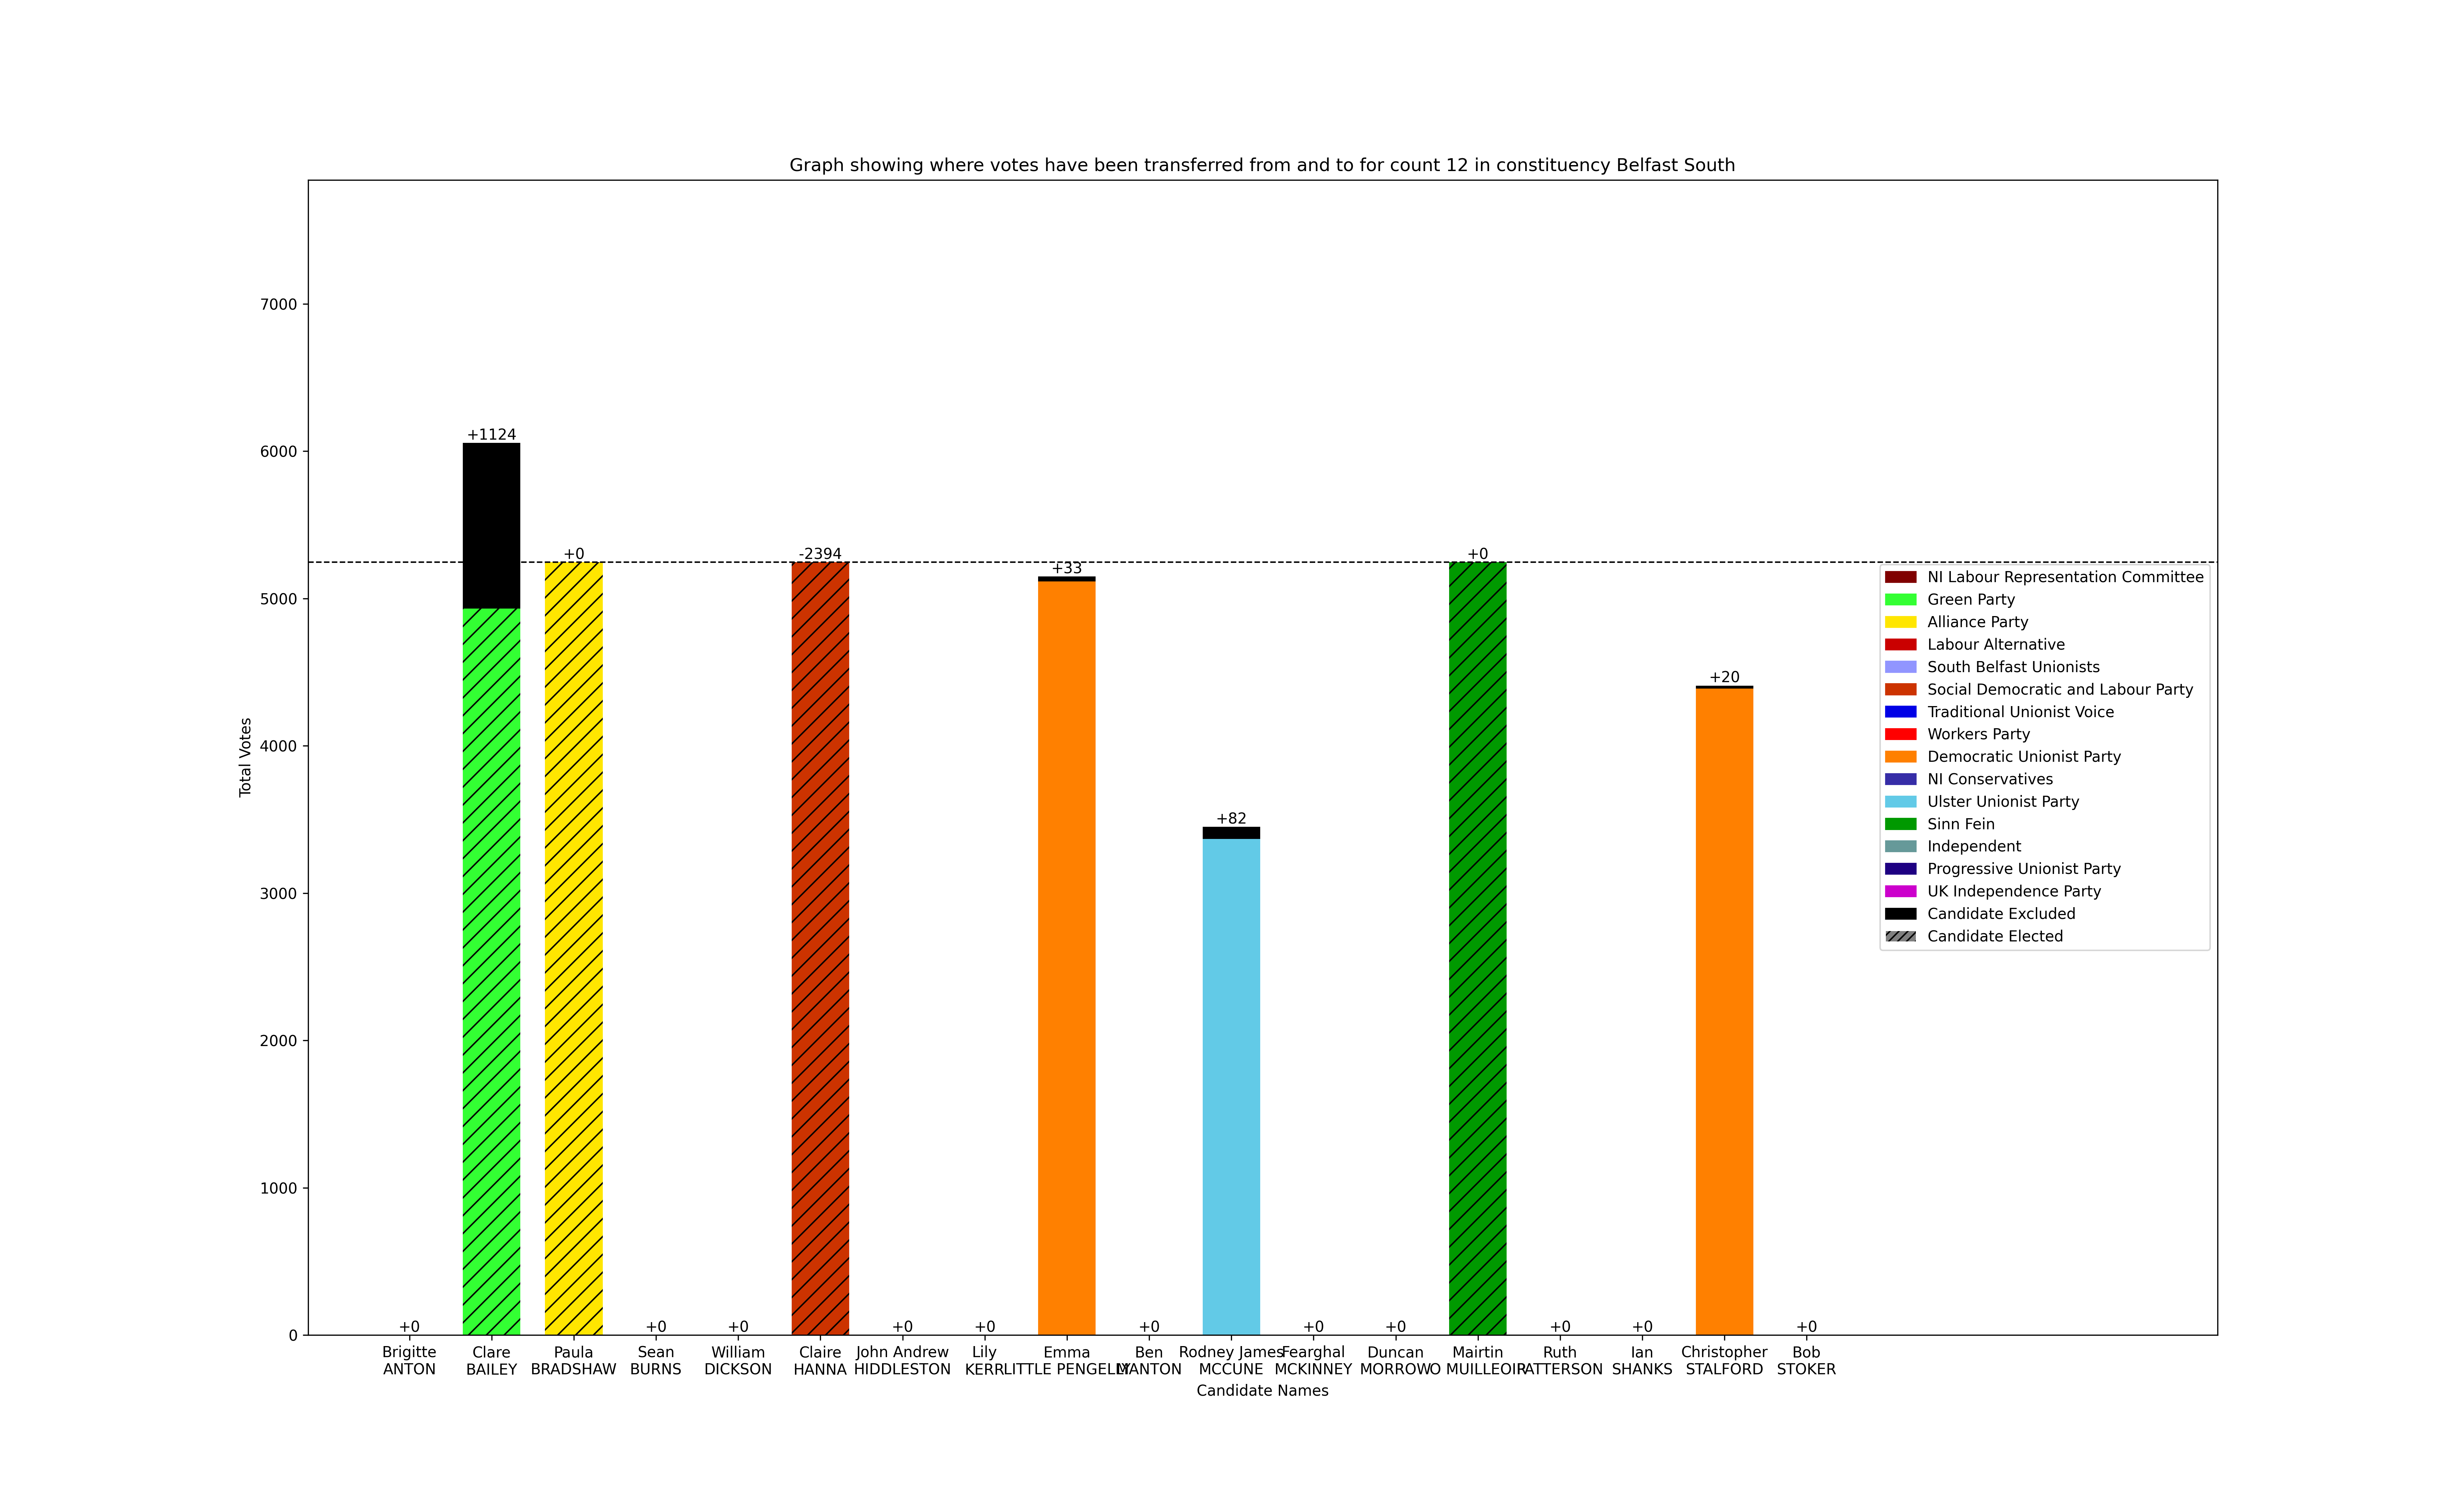 Graph showing where votes have been transferred from and to for count 12 in constituency Belfast South
7000
6000
5000
4000
3000
2000
1000
0
Total Votes
+0
+1124
+0
+0
+0
-2394
+0
+0
+33
+0
+82
+0
+0
+0
+0
+0
+20
+0
NI Labour Representation Committee
Green Party
Alliance Party
Labour Alternative
South Belfast Unionists
Social Democratic and Labour Party
Traditional Unionist Voice
Workers Party
Democratic Unionist Party
NI Conservatives
Ulster Unionist Party
Sinn Fein
Independent
Progressive Unionist Party
UK Independence Party
Candidate Excluded
Candidate Elected
Brigitte
ANTON
Clare
BAILEY
Paula
BRADSHAW
Sean
BURNS
William
DICKSON
Claire
HANNA
John Andrew
HIDDLESTON
Lily
KERR
Emma
LITTLE PENGELLY
Ben
MANTON
Rodney James
MCCUNE
Fearghal
MCKINNEY
Duncan
MORROW
Mairtin
O MUILLEOIR
Ruth
PATTERSON
Ian
SHANKS
Christopher
STALFORD
Bob
STOKER
Candidate Names